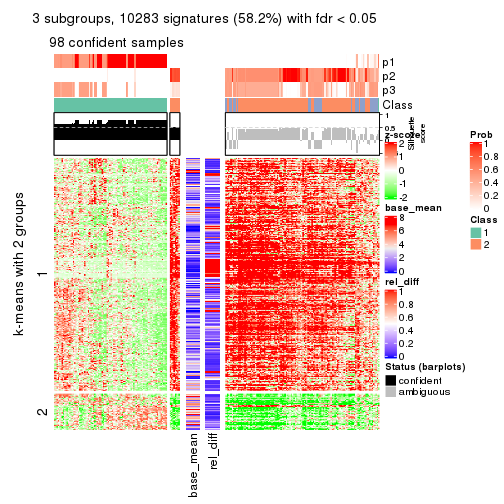 3 subgroups, 10283 signatures (58.2%) with fdr < 0.05
98 confident samples
p1
p2
p3
Class
1
0.5
0
Silhouette
score
k-means with 2 groups
1
2
base_mean
rel_diff
z-score
2
1
0
-1
-2
base_mean
8
6
4
2
0
rel_diff
1
0.8
0.6
0.4
0.2
0
Status (barplots)
confident
ambiguous
Prob
1
0.8
0.6
0.4
0.2
0
Class
1
2